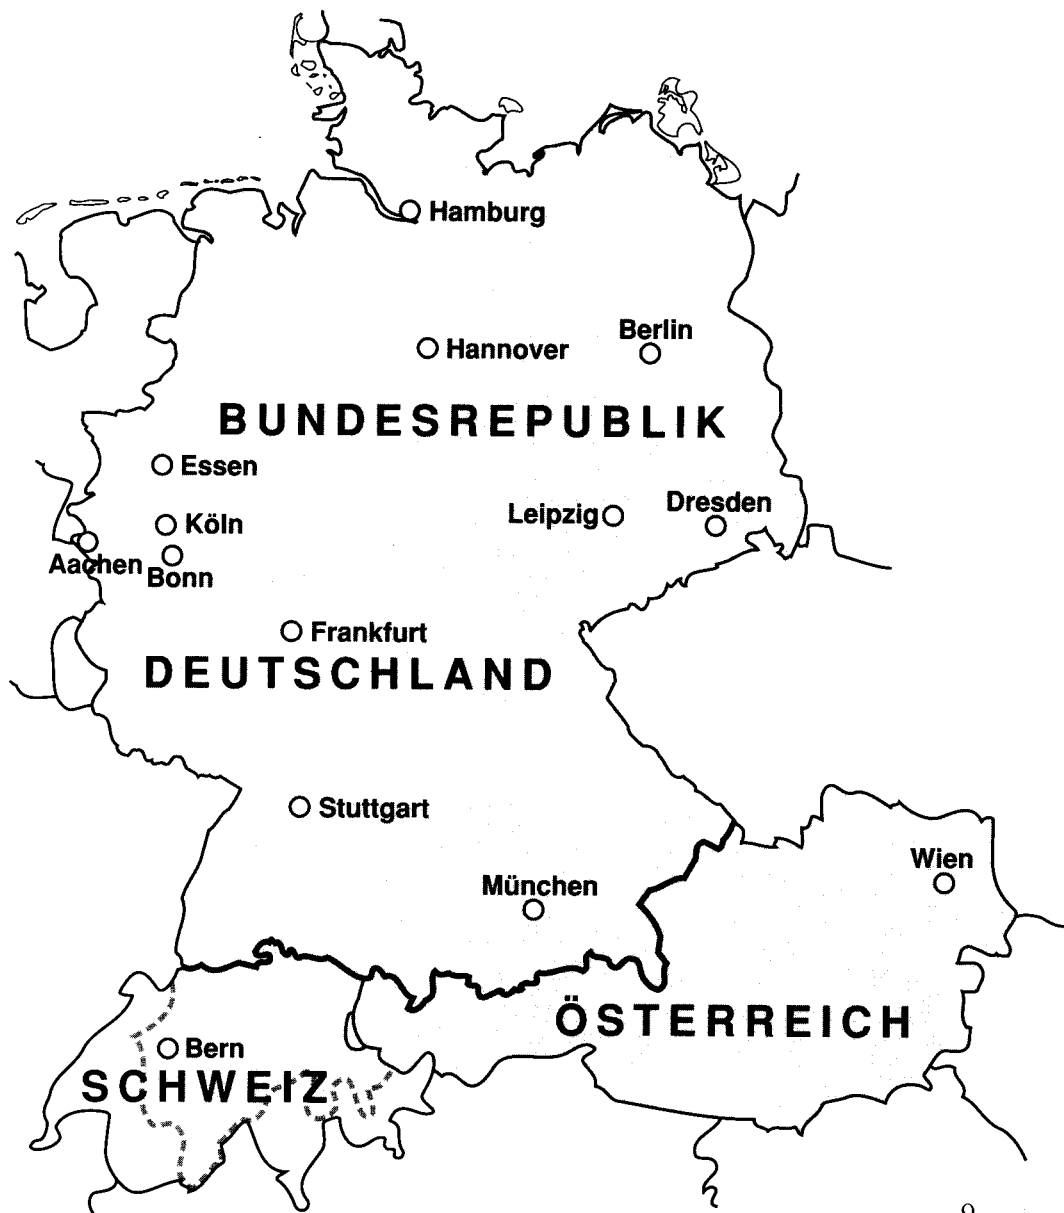 Hamburg
Berlin
Hannover
BUNDESREPUBLIK
Essen
Dresden
Leipzig
Köln
Aachen
Bonn
Frankfurt
DEUTSCHLAND
Stuttgart
Wien
München
ÖSTERREICH
Bern
SCHWEIZ